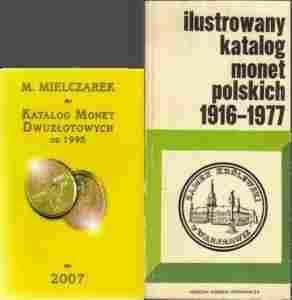 M. MIELCZAREK
KATALOG MONET
DWUZŁOTOWYCH
OD 1995
2007
ilustrowany
katalog
monet
polskich
1916-1977
ZAMEK KRÓLEWSKI
W WARSZAWIE